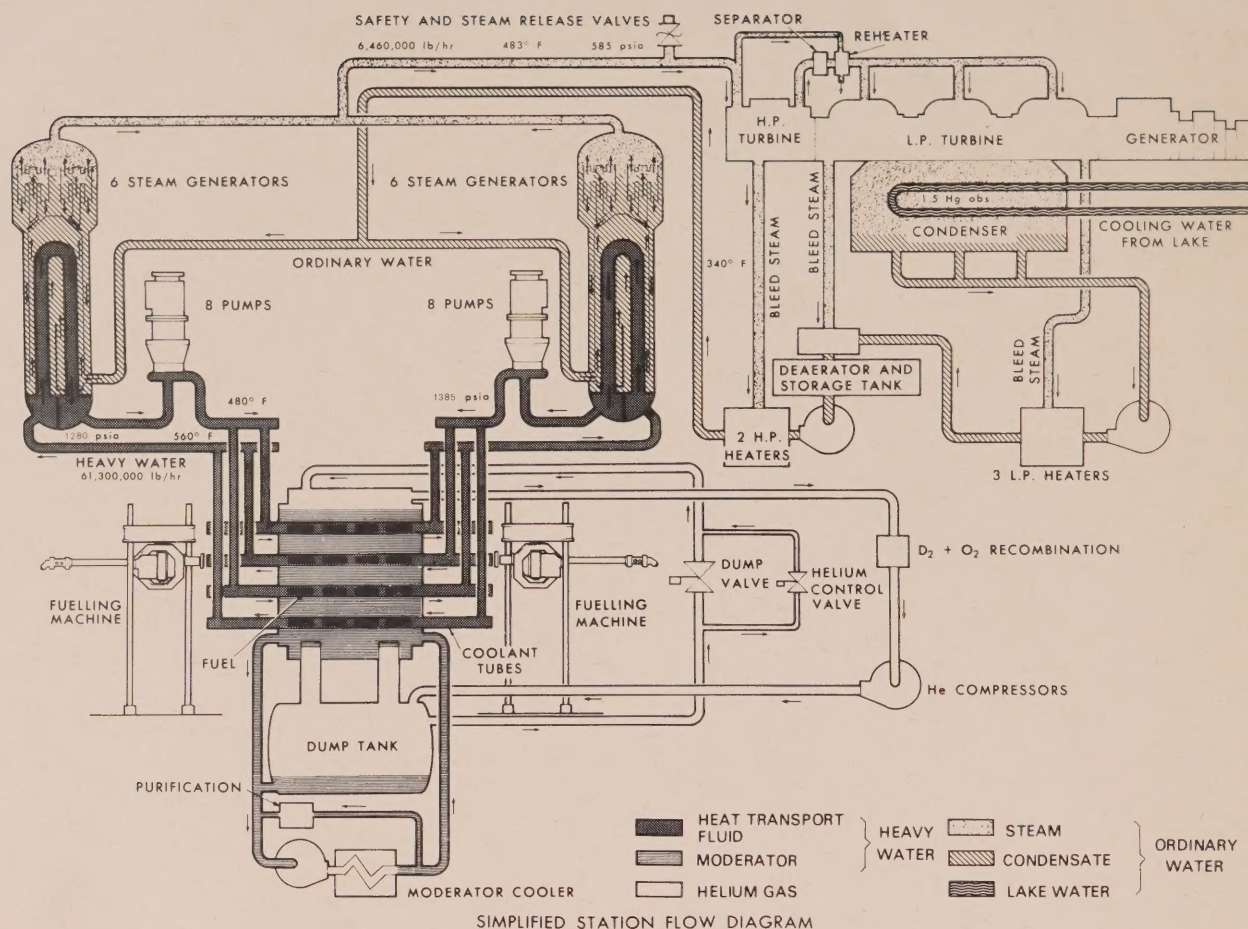 SAFETY AND STEAM RELEASE VALVES
6,460,000 lb/hr 483° F 585 psia
SEPARATOR
REHEATER
H.P.
TURBINE
L.P. TURBINE
GENERATOR
6 STEAM GENERATORS
6 STEAM GENERATORS
1.5 Hg abs
CONDENSER
COOLING WATER
FROM LAKE
ORDINARY WATER
340° F
BLEED STEAM
BLEED STEAM
8 PUMPS
8 PUMPS
BLEED
STEAM
DEAERATOR AND
STORAGE TANK
480° F
1385 psia
1280 psia
560° F
2 H.P.
HEATERS
3 L.P. HEATERS
HEAVY WATER
61,300,000 lb/hr
D2 + O2 RECOMBINATION
DUMP
VALVE
HELIUM
CONTROL
VALVE
FUELLING
MACHINE
FUELLING
MACHINE
FUEL
COOLANT
TUBES
He COMPRESSORS
DUMP TANK
PURIFICATION
MODERATOR COOLER
HEAT TRANSPORT
FLUID
MODERATOR
HELIUM GAS
HEAVY
WATER
STEAM
CONDENSATE
LAKE WATER
ORDINARY
WATER
SIMPLIFIED STATION FLOW DIAGRAM